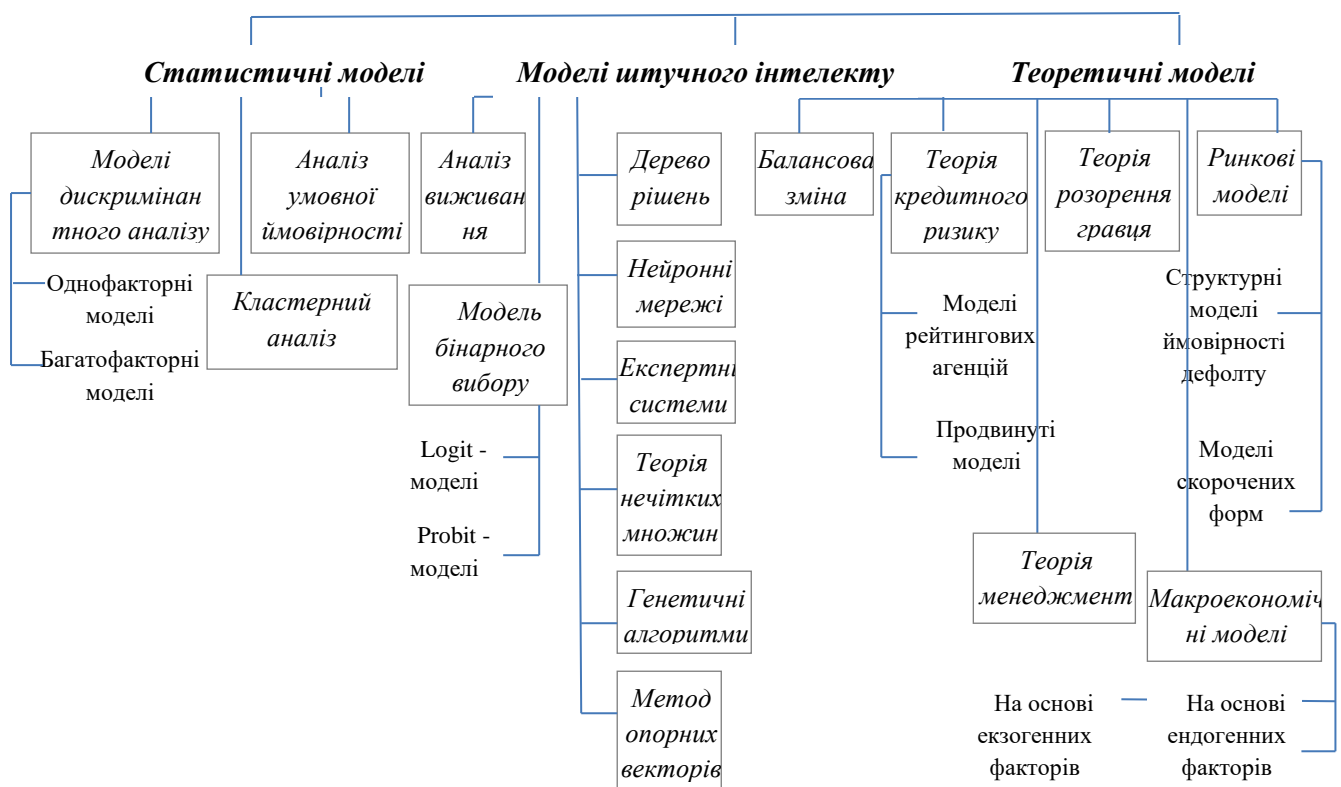 Статистичні моделі
Моделі штучного інтелекту
Теоретичні моделі
Моделі
дискримінан
тного аналізу
Аналіз
умовної
ймовірності
Аналіз
виживан
ня
Дерево
рішень
Балансова
зміна
Теорія
кредитного
ризику
Теорія
розорення
гравця
Ринкові
моделі
Однофакторні
моделі
Багатофакторні
моделі
Кластерний
аналіз
Модель
бінарного
вибору
Logit -
моделі
Probit -
моделі
Нейронні
мережі
Експертні
системи
Теорія
нечітких
множин
Генетичні
алгоритми
Метод
опорних
векторів
Моделі
рейтингових
агенцій
Продвинуті
моделі
Структурні
моделі
ймовірності
дефолту
Моделі
скорочених
форм
Теорія
менеджмент
Макроекономіч
ні моделі
На основі
екзогенних
факторів
На основі
ендогенних
факторів